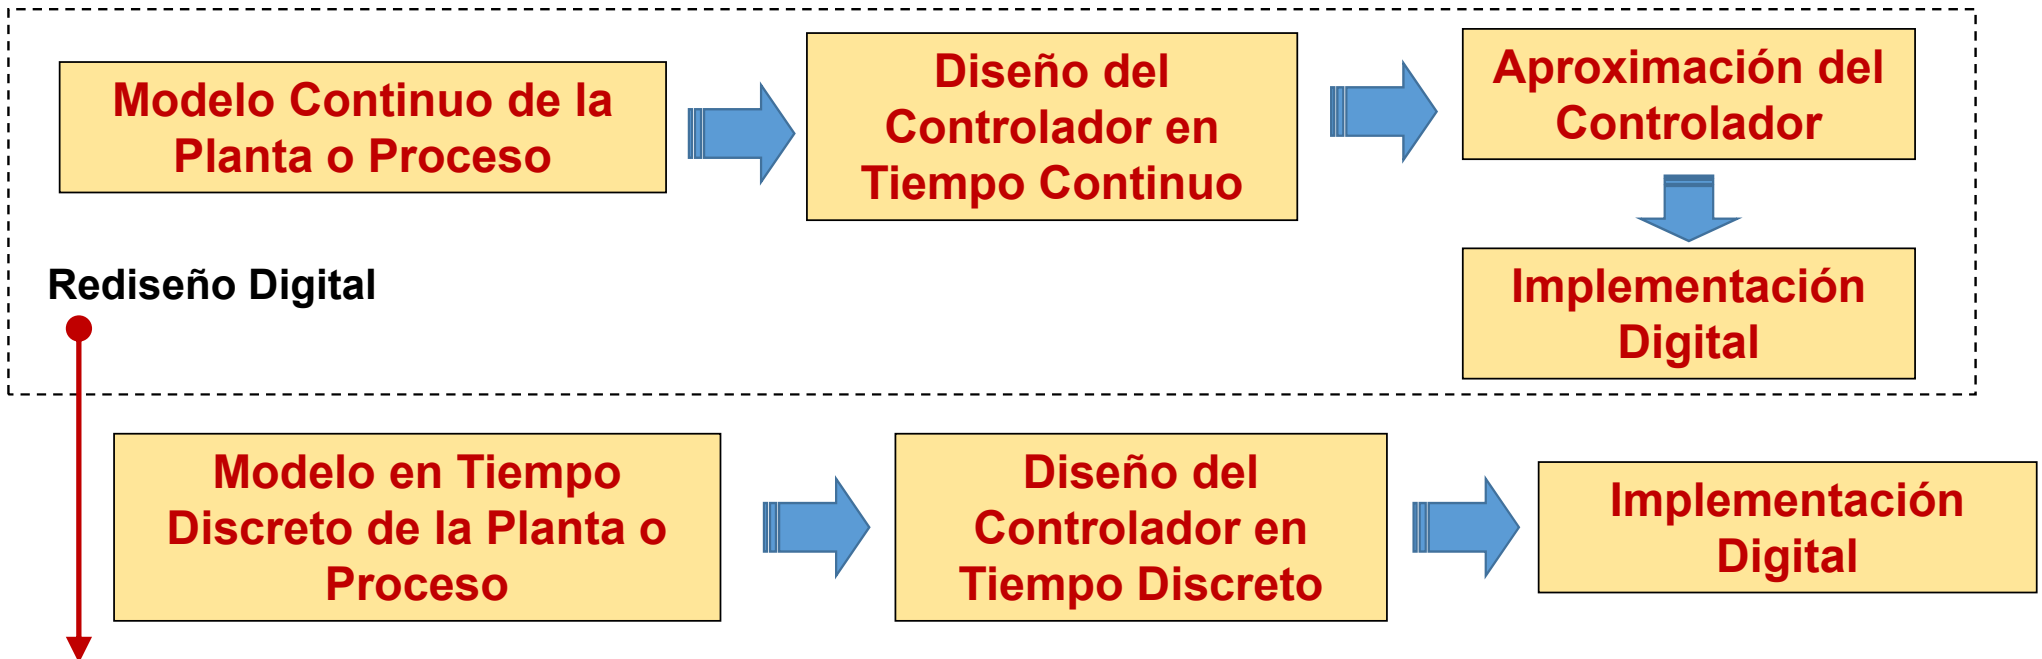 Modelo Continuo de la
Planta o Proceso
Diseño del
Controlador en
Tiempo Continuo
Aproximación del
Controlador
Implementación
Digital
Rediseño Digital
Modelo en Tiempo
Discreto de la Planta o
Proceso
Diseño del
Controlador en
Tiempo Discreto
Implementación
Digital